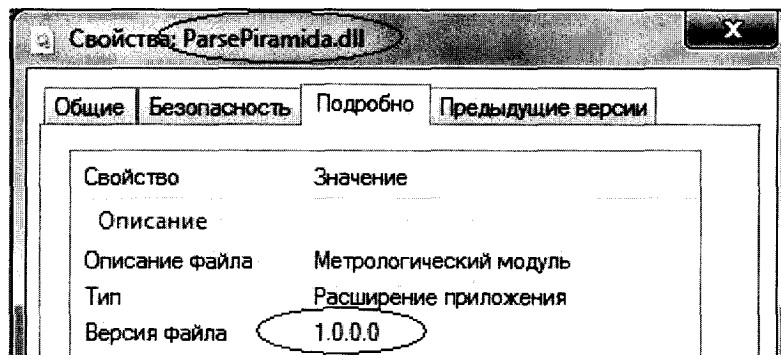 Свойства: ParsePiramida.dll
x
Общие Безопасность Подробно Предыдущие версии
Свойство Значение
Описание
Описание файла Метрологический модуль
Тип Расширение приложения
Версия файла 1.0.0.0